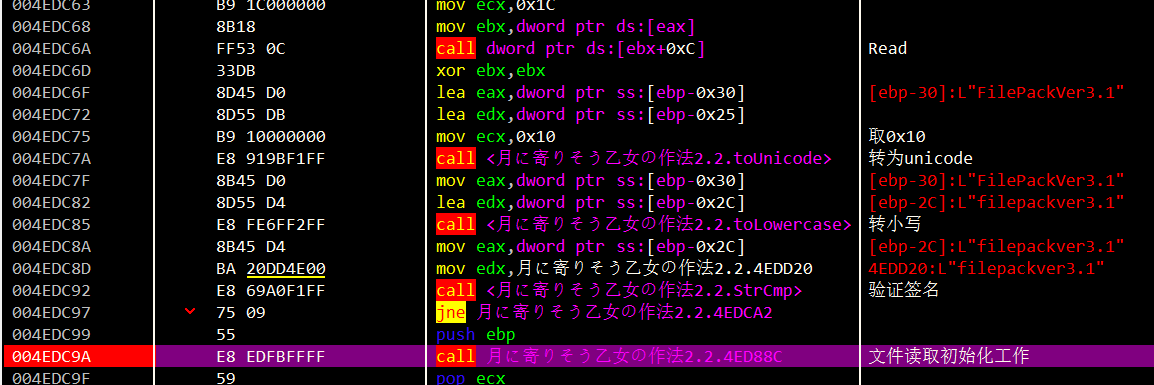 004EDC63 B9 1C000000 mov ecx,0x1C
004EDC68 8B18 mov ebx,dword ptr ds:[eax]
004EDC6A FF53 0C call dword ptr ds:[ebx+0xC] Read
004EDC6D 33DB xor ebx,ebx
004EDC6F 8D45 D0 lea eax,dword ptr ss:[ebp-0x30] [ebp-30]:L"FilePackVer3.1"
004EDC72 8D55 DB lea edx,dword ptr ss:[ebp-0x25]
004EDC75 B9 10000000 mov ecx,0x10 取0x10
004EDC7A E8 919BF1FF call <月に寄りそう乙女の作法2.2.toUnicode> 转为unicode
004EDC7F 8B45 D0 mov eax,dword ptr ss:[ebp-0x30] [ebp-30]:L"FilePackVer3.1"
004EDC82 8D55 D4 lea edx,dword ptr ss:[ebp-0x2C] [ebp-2C]:L"filepackver3.1"
004EDC85 E8 FE6FF2FF call <月に寄りそう乙女の作法2.2.toLowercase> 转小写
004EDC8A 8B45 D4 mov eax,dword ptr ss:[ebp-0x2C] [ebp-2C]:L"filepackver3.1"
004EDC8D BA 20DD4E00 mov edx,月に寄りそう乙女の作法2.2.4EDD20 4EDD20:L"filepackver3.1"
004EDC92 E8 69A0F1FF call <月に寄りそう乙女の作法2.2.StrCmp> 验证签名
004EDC97 75 09 jne 月に寄りそう乙女の作法2.2.4EDCA2
004EDC99 55 push ebp
004EDC9A E8 EDFBFFFF call 月に寄りそう乙女の作法2.2.4ED88C 文件读取初始化工作
004EDC9F 59 pop ecx